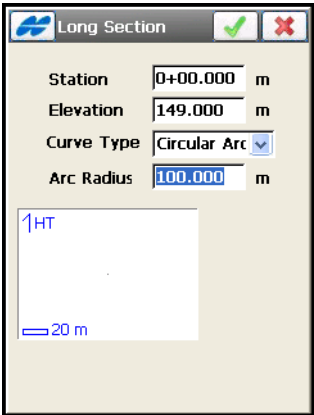 Long Section
Station 0+00.000 m
Elevation 149.000 m
Curve Type Circular Arc
Arc Radius 100.000 m
HT
20 m